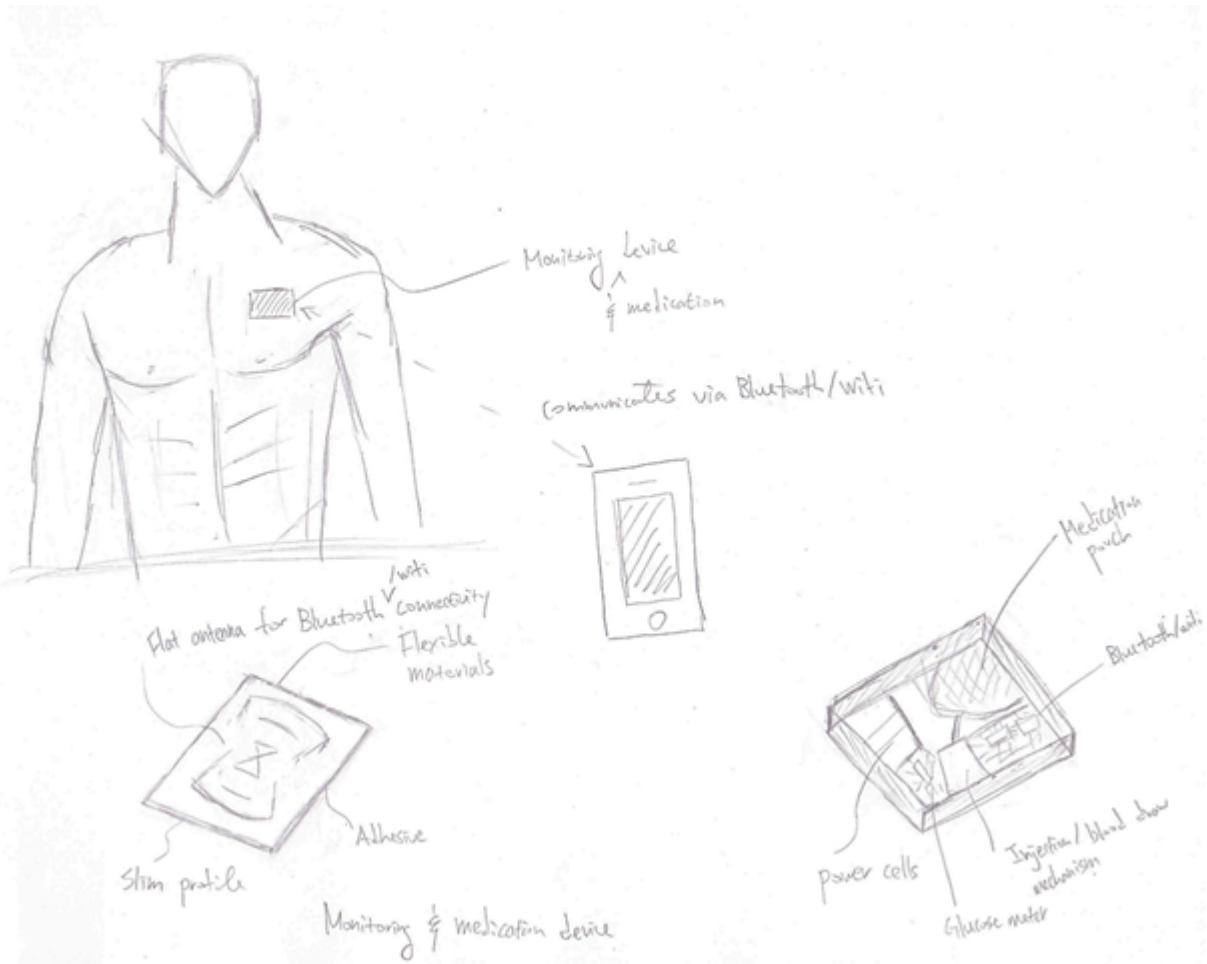 Monitoring device
& medication
Communicates via Bluetooth/wifi
Medication
pouch
/wifi
Flat antenna for Bluetooth connectivity
Flexible
materials
Bluetooth/wifi
Adhesive
Slim profile
power cells
Injection/blood draw
mechanism
Glucose meter
Monitoring & medication device